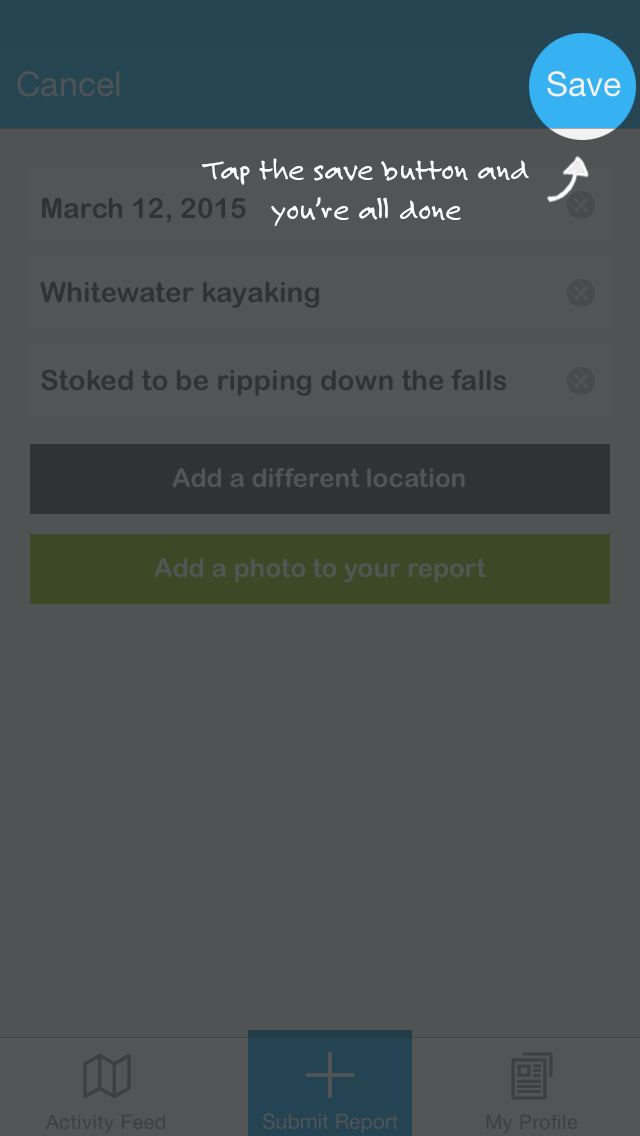 Cancel
Save
Tap the save button and
you're all done
March 12, 2015
Whitewater kayaking
Stoked to be ripping down the falls
Add a different location
Add a photo to your report
Activity Feed
Submit Report
My Profile